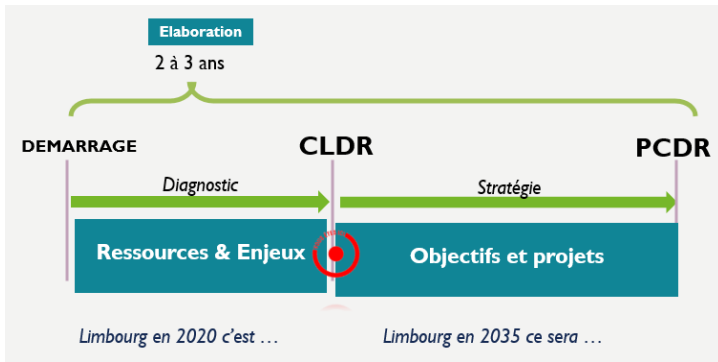 Elaboration
2 à 3 ans
DEMARRAGE
CLDR
PCDR
Diagnostic
Stratégie
Ressources & Enjeux
Objectifs et projets
Limbourg en 2020 c’est …
Limbourg en 2035 ce sera …